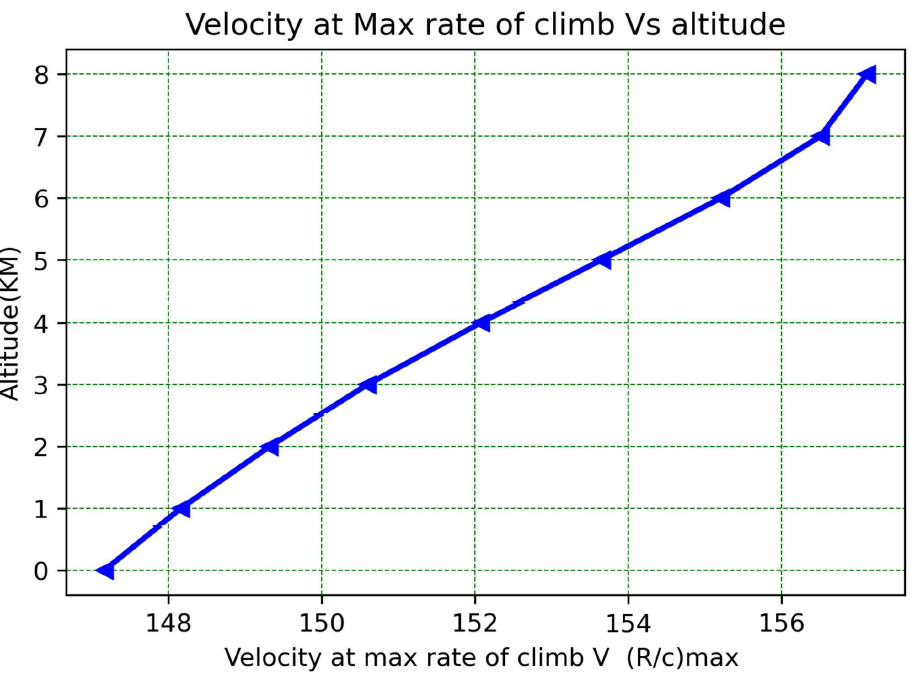 Velocity at Max rate of climb Vs altitude
8
7
6
5
4
3
2
1
0
Altitude(KM)
148 150 152 154 156
Velocity at max rate of climb V (R/c)max